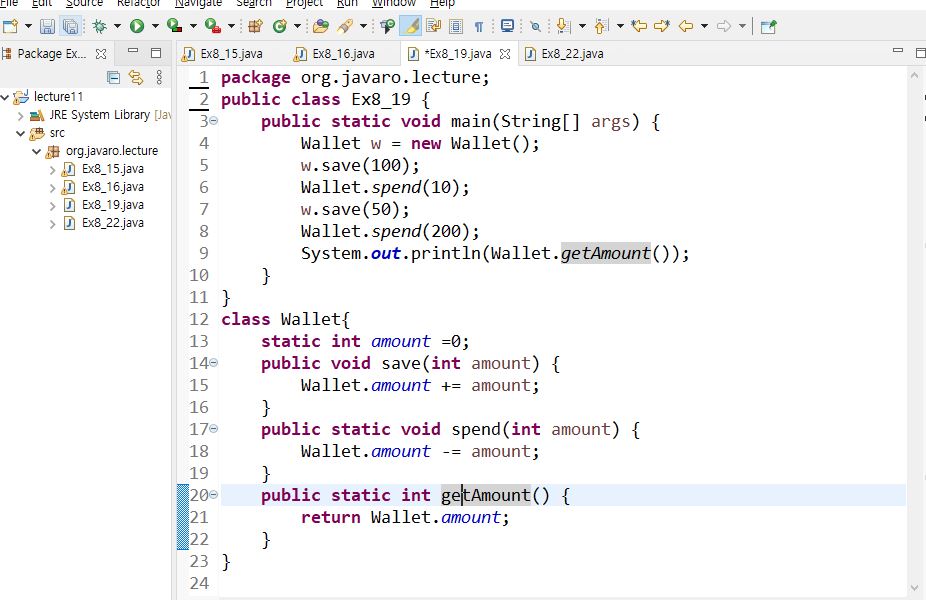 File Edit Source Refactor Navigate Search Project Run Window Help
Package Ex...
lecture11
JRE System Library [Jav
src
org.javaro.lecture
Ex8_15.java
Ex8_16.java
Ex8_19.java
Ex8_22.java
Ex8_15.java Ex8_16.java *Ex8_19.java Ex8_22.java
1 package org.javaro.lecture;
2 public class Ex8_19 {
3 public static void main(String[] args) {
4 Wallet w = new Wallet();
5 w.save(100);
6 Wallet.spend(10);
7 w.save(50);
8 Wallet.spend(200);
9 System.out.println(Wallet.getAmount());
10 }
11 }
12 class Wallet{
13 static int amount =0;
14 public void save(int amount) {
15 Wallet.amount += amount;
16 }
17 public static void spend(int amount) {
18 Wallet.amount -= amount;
19 }
20 public static int getAmount() {
21 return Wallet.amount;
22 }
23 }
24